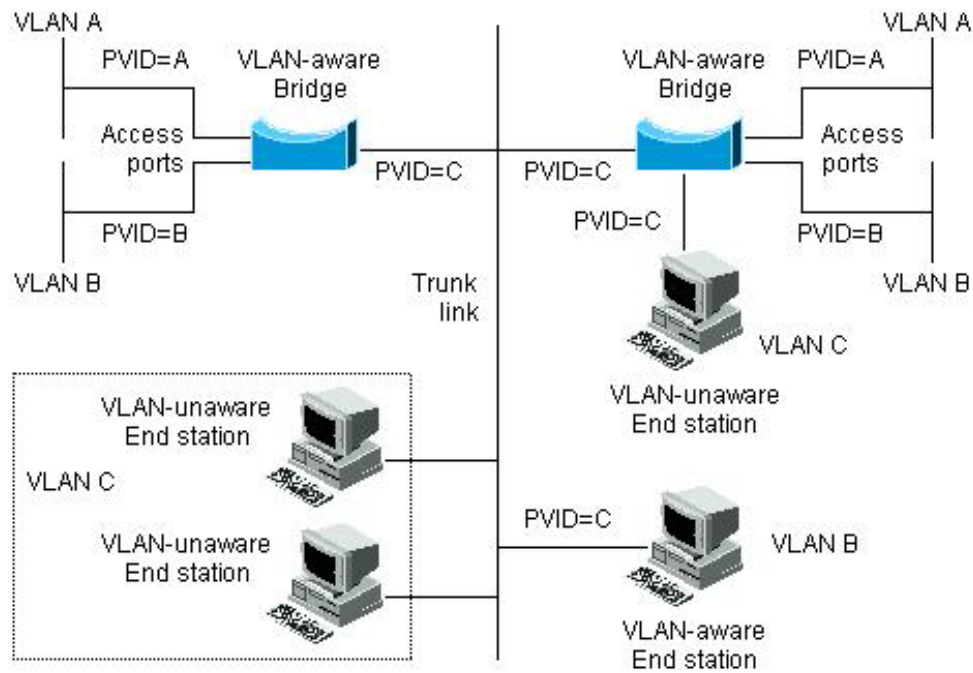 VLAN A
PVID=A
VLAN-aware
Bridge
Access
ports
PVID=C
PVID=B
VLAN B
VLAN-aware
Bridge
PVID=A
VLAN A
Access
ports
PVID=C
PVID=C
PVID=B
VLAN B
Trunk
link
VLAN C
VLAN-unaware
End station
VLAN-unaware
End station
VLAN C
VLAN-unaware
End station
PVID=C
VLAN B
VLAN-aware
End station